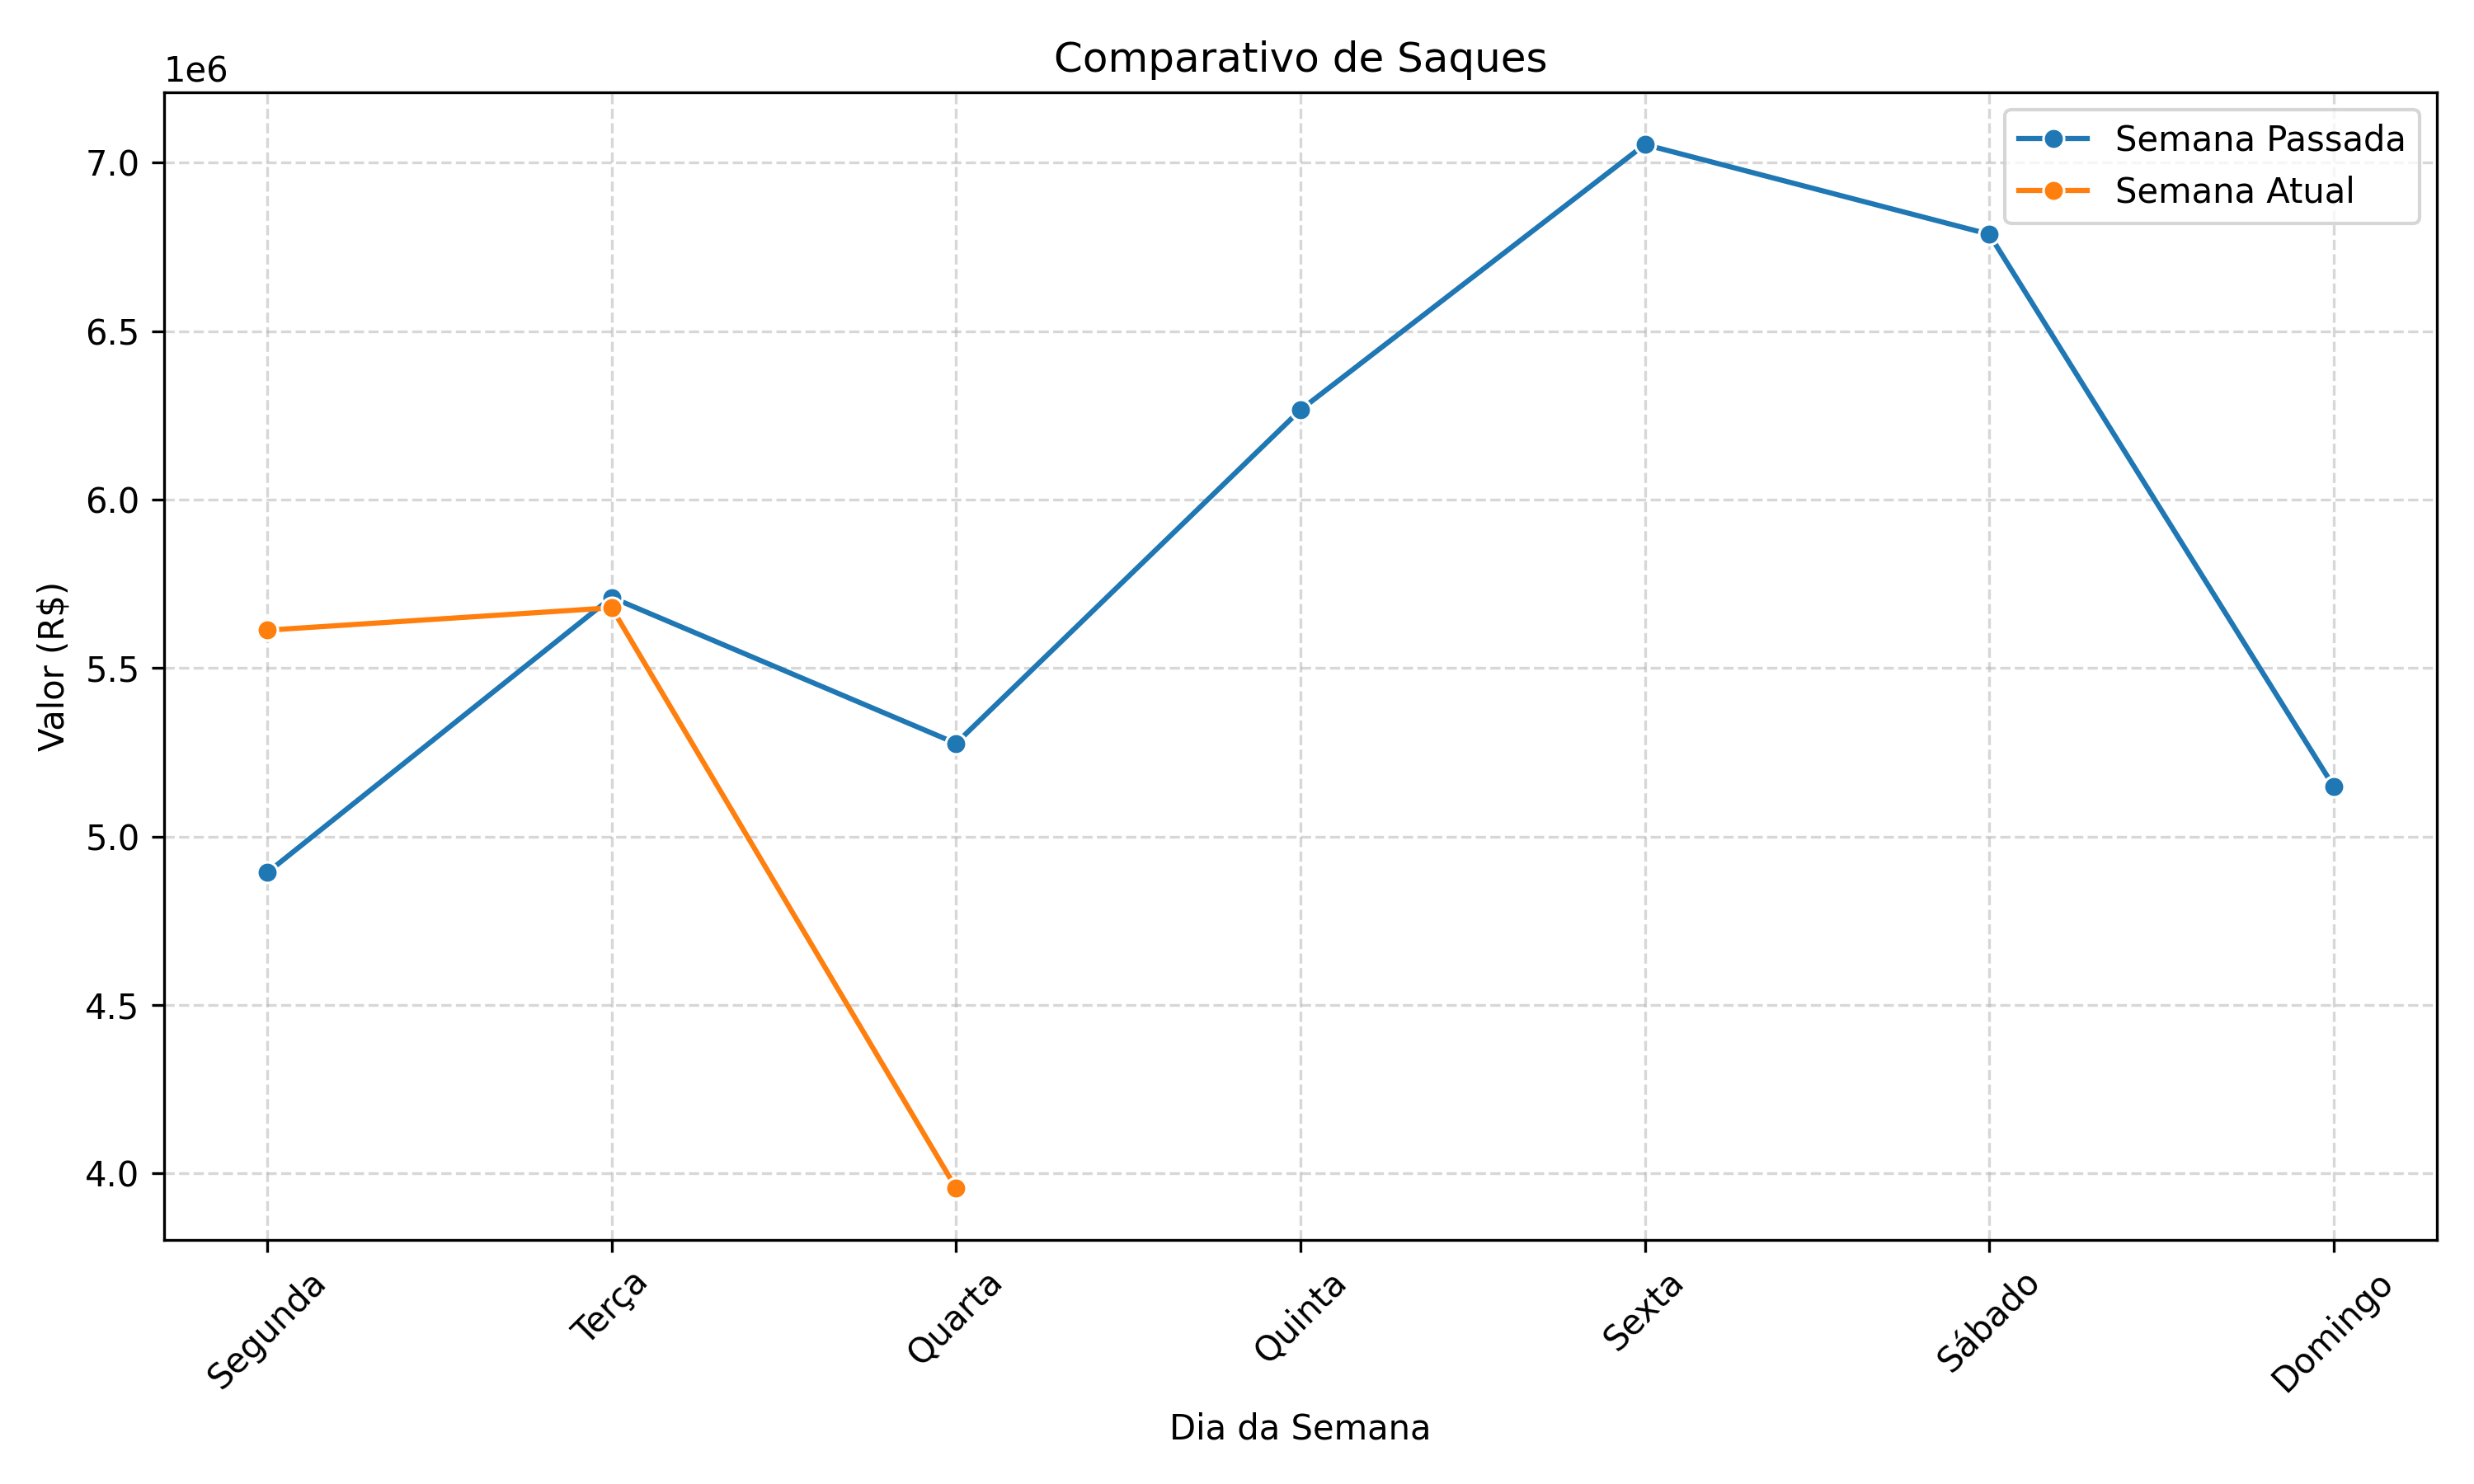 Comparativo de Saques
1e6
Semana Passada
Semana Atual
7.0
6.5
6.0
5.5
5.0
4.5
4.0
Valor (R$)
Segunda
Terça
Quarta
Quinta
Sexta
Sábado
Domingo
Dia da Semana